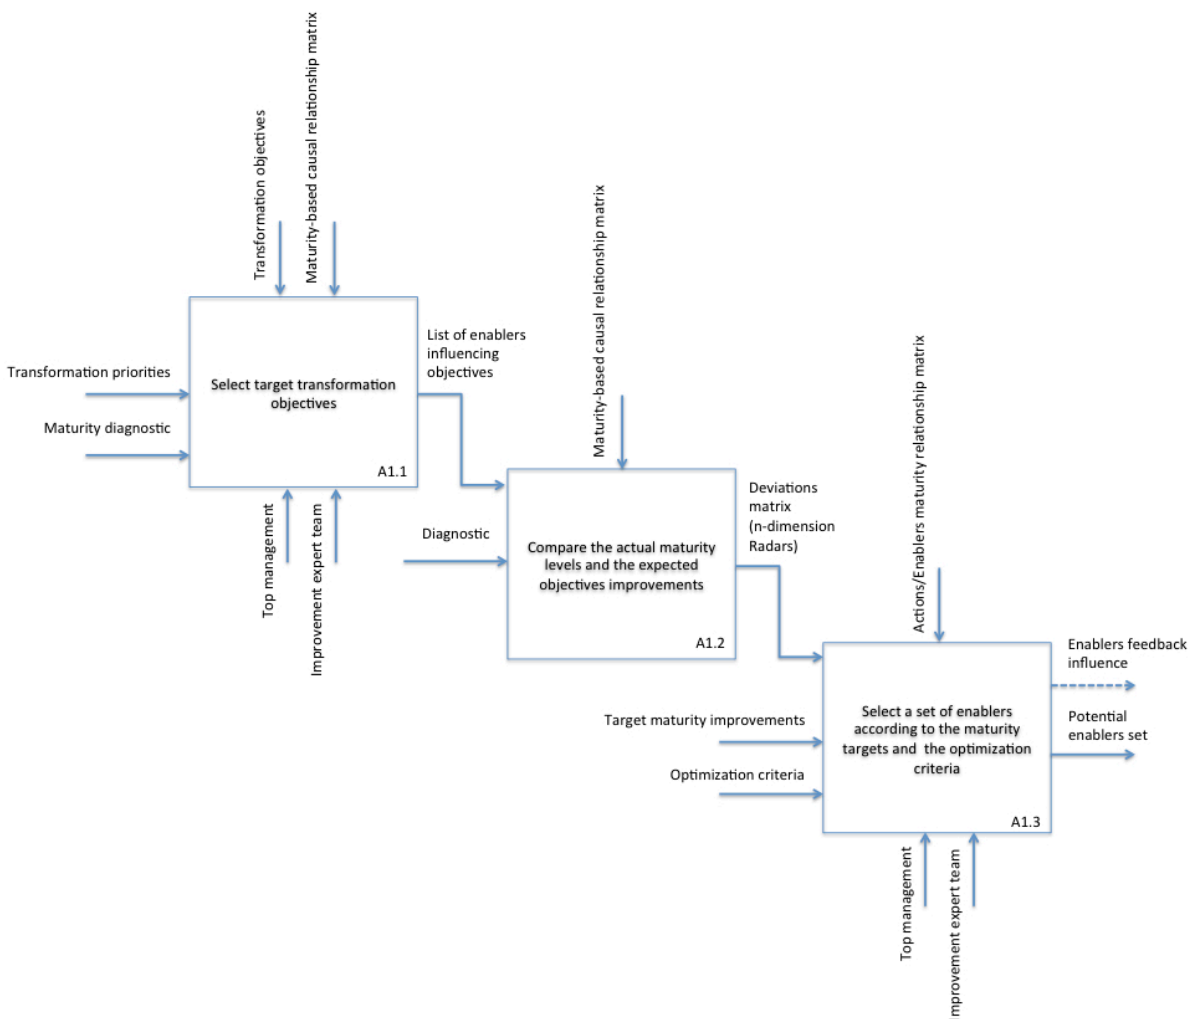 Maturity-based causal relationship matrix
Transformation objectives
Transformation priorities
Maturity diagnostic
Select target transformation
objectives
A1.1
Top management
Improvement expert team
List of enablers
influencing
objectives
Maturity-based causal relationship matrix
Diagnostic
Compare the actual maturity
levels and the expected
objectives improvements
A1.2
Deviations
matrix
(n-dimension
Radars)
Actions/Enablers maturity relationship matrix
Target maturity improvements
Optimization criteria
Select a set of enablers
according to the maturity
targets and the optimization
criteria
A1.3
Enablers feedback
influence
Potential
enablers set
Top management
mprovement expert team